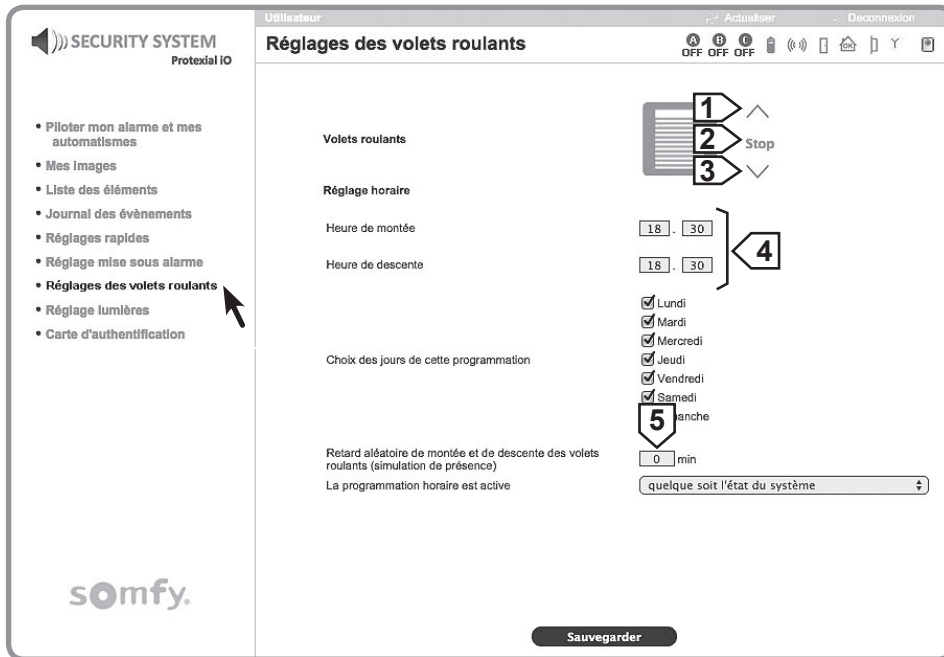 Utilisateur
Actualiser
Deconnexion
SECURITY SYSTEM
Protexial iO
Réglages des volets roulants
A B C
OFF OFF OFF
OK
• Piloter mon alarme et mes
automatismes
• Mes images
• Liste des éléments
• Journal des évènements
• Réglages rapides
• Réglage mise sous alarme
• Réglages des volets roulants
• Réglage lumières
• Carte d'authentification
Volets roulants
1
2 Stop
3
Réglage horaire
Heure de montée 18 . 30
Heure de descente 18 . 30
4
Choix des jours de cette programmation
Lundi
Mardi
Mercredi
Jeudi
Vendredi
Samedi
anche
5
Retard aléatoire de montée et de descente des volets
roulants (simulation de présence)
0 min
La programmation horaire est active
quelque soit l'état du système
somfy.
Sauvegarder